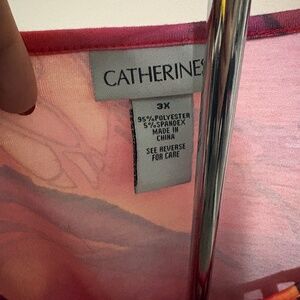 CATHERINES
3X
95% POLYESTER
5% SPANDEX
MADE IN
CHINA
SEE REVERSE
FOR CARE